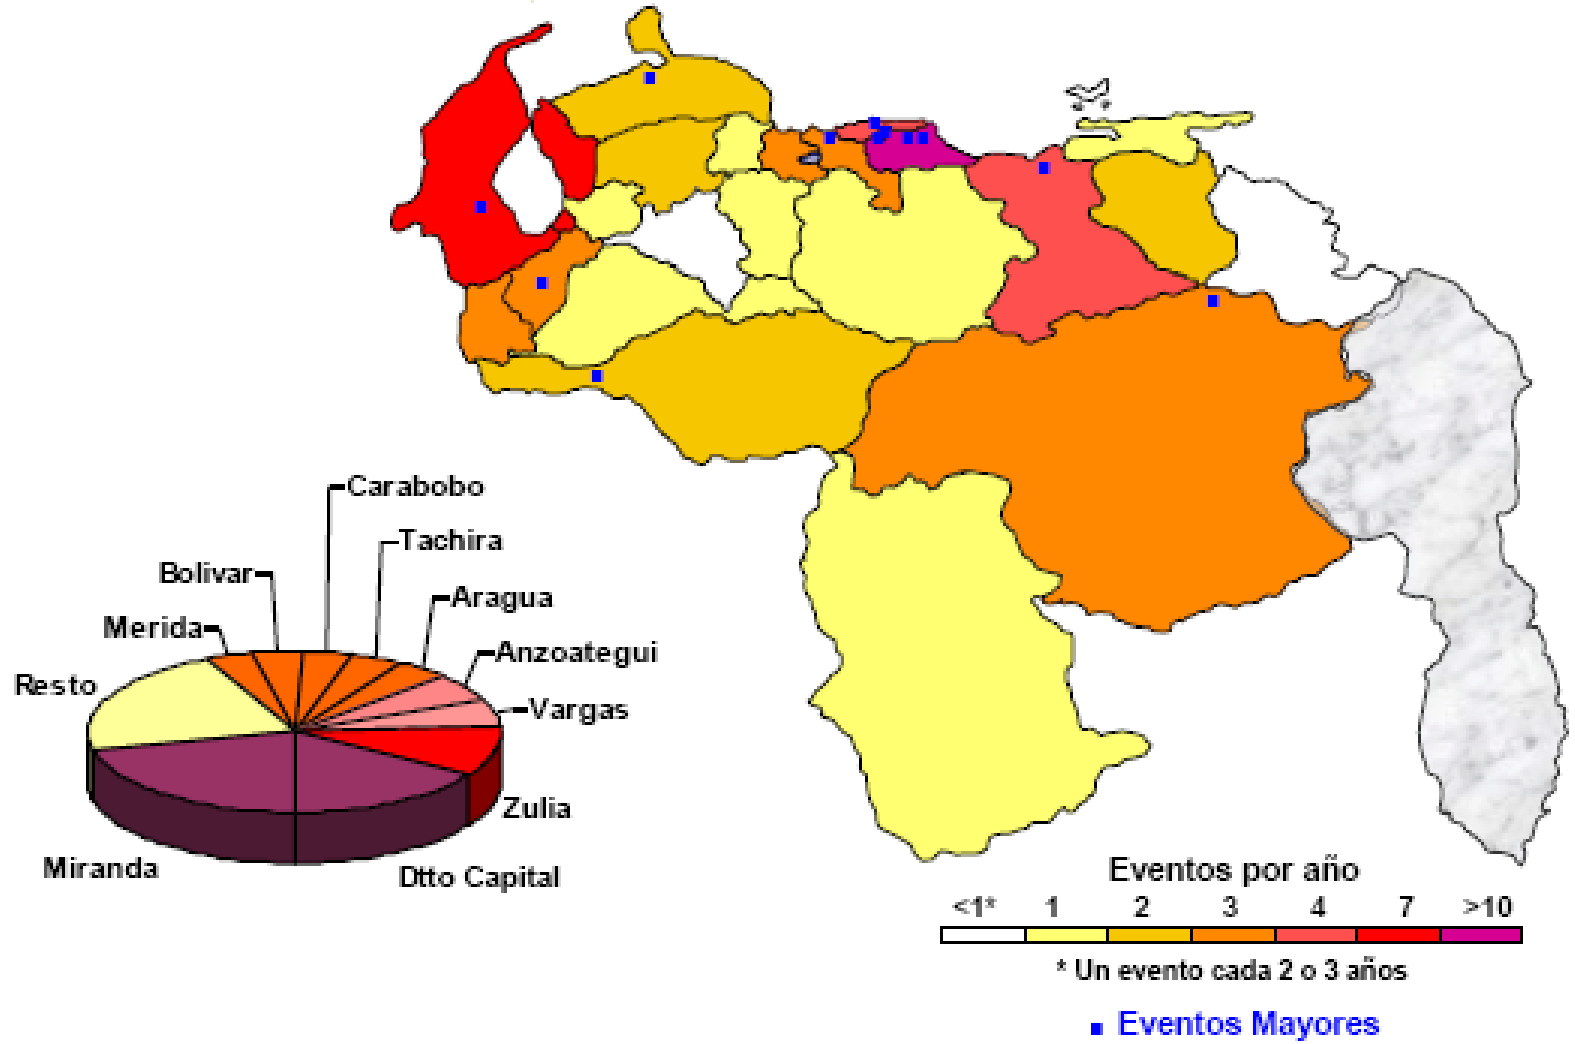 Carabobo
Tachira
Bolivar
Aragua
Merida
Anzoategui
Resto
Vargas
Zulia
Miranda
Dtto Capital
Eventos por año
<1* 1 2 3 4 7 >10
* Un evento cada 2 o 3 años
Eventos Mayores